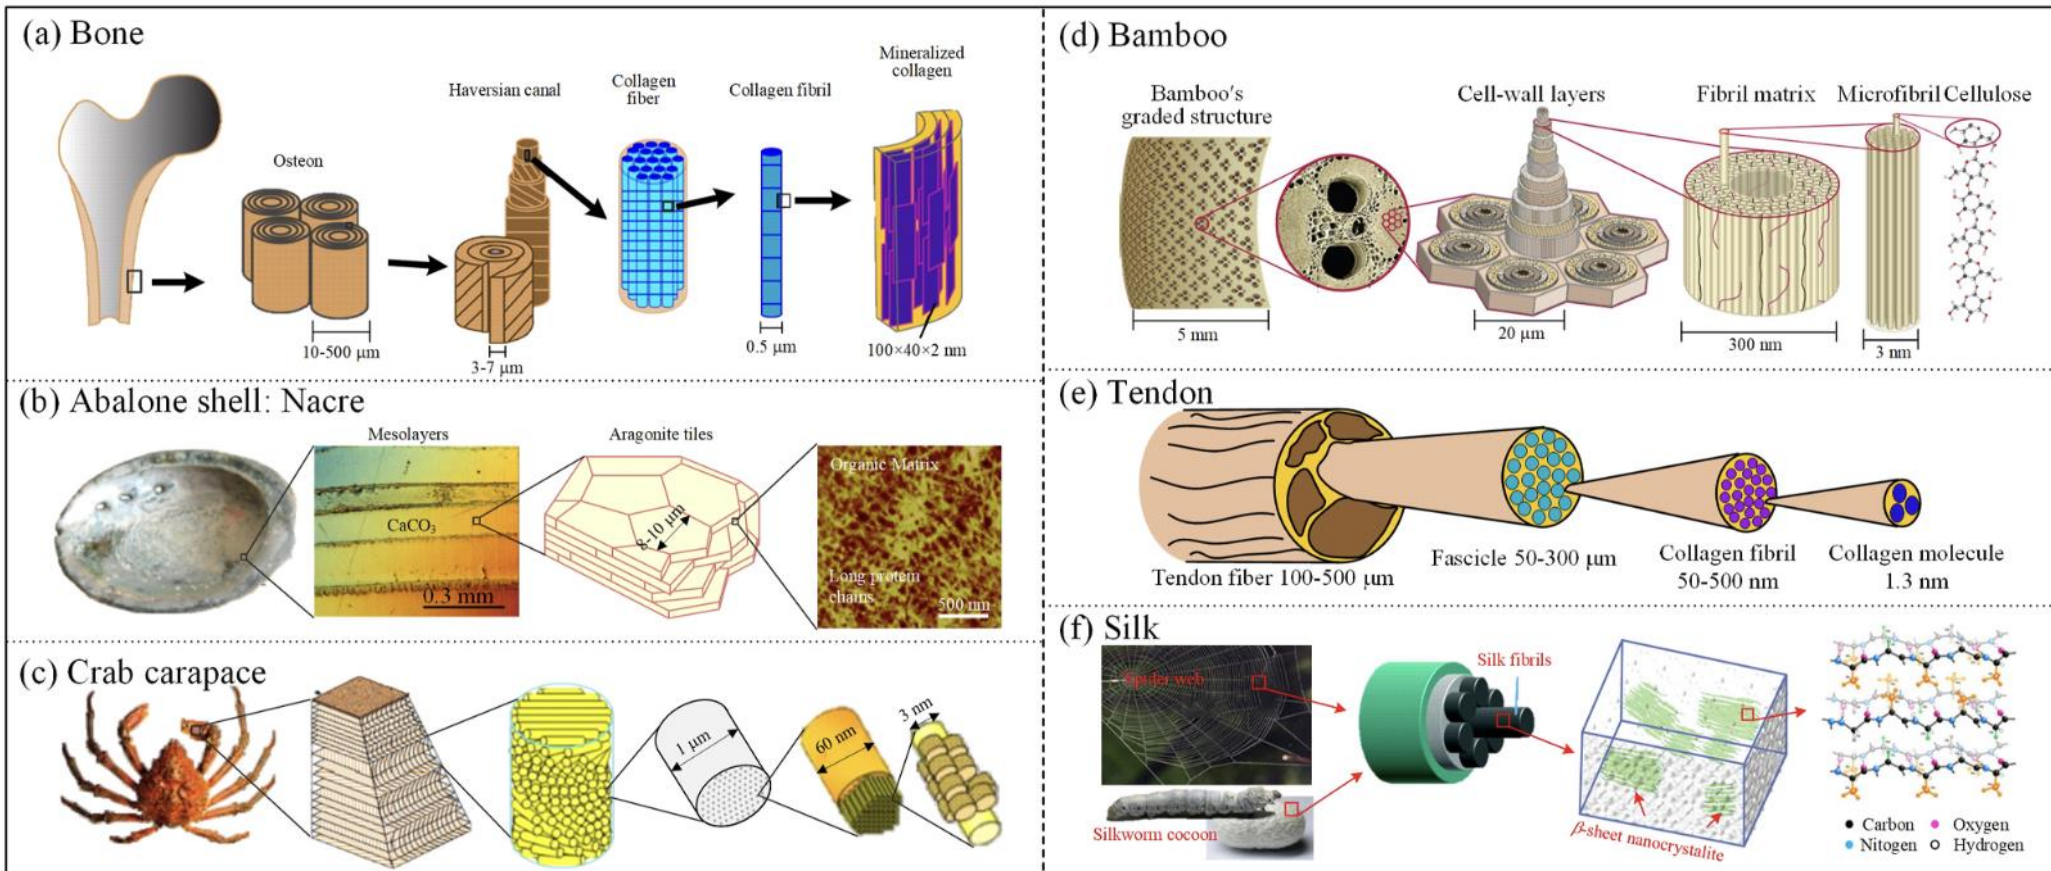 (a) Bone
Osteon
10-500 μm
Haversian canal
3-7 μm
Collagen
fiber
Collagen fibril
0.5 μm
Mineralized
collagen
100×40×2 nm
(b) Abalone shell: Nacre
Mesolayers
CaCO₃
0.3 mm
Aragonite tiles
8-10 μm
Organic Matrix
Long protein
chains
500 nm
(c) Crab carapace
1 μm
60 nm
3 nm
(d) Bamboo
Bamboo's
graded structure
5 mm
Cell-wall layers
20 μm
Fibril matrix
300 nm
Microfibril
3 nm
Cellulose
(e) Tendon
Tendon fiber 100-500 μm
Fascicle 50-300 μm
Collagen fibril
50-500 nm
Collagen molecule
1.3 nm
(f) Silk
Spider web
Silkworm cocoon
Silk fibrils
β-sheet nanocrystalite
Carbon
Oxygen
Nitogen
Hydrogen